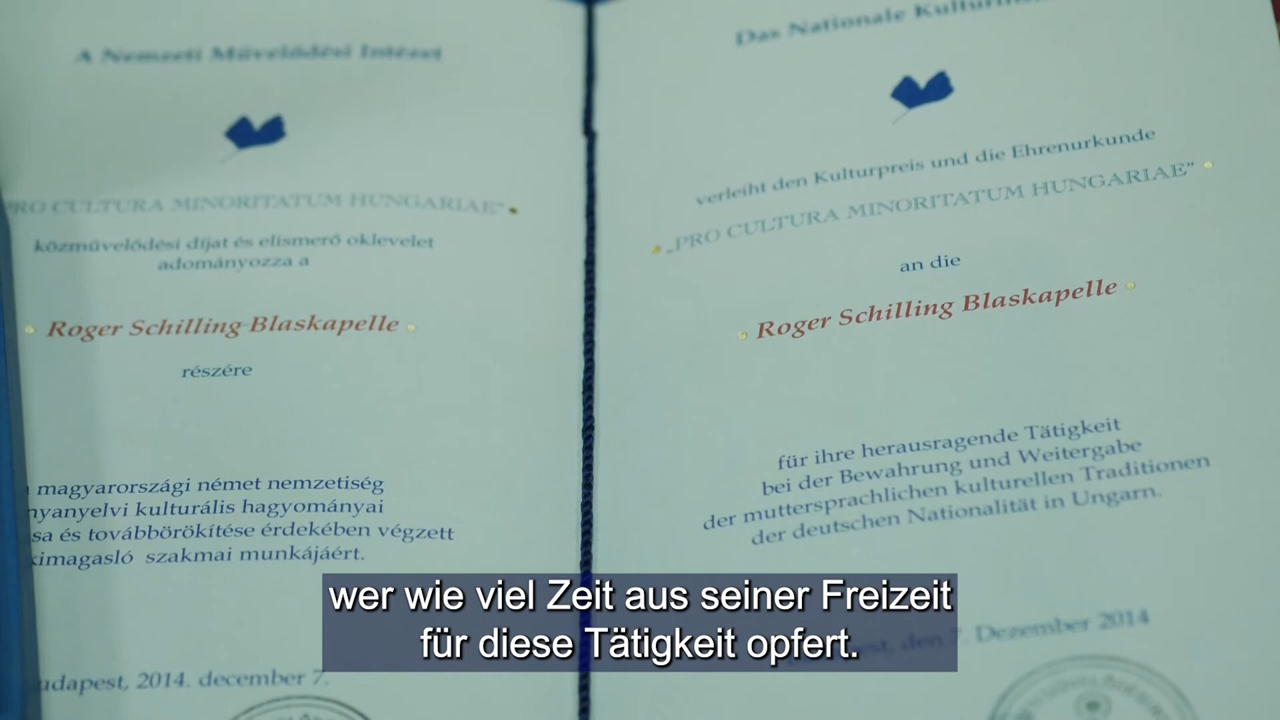 A Nemzeti Művelődési Intézet
PRO CULTURA MINORITATUM HUNGARIAE”
közművelődési díjat és elismerő oklevelet
adományozza a
Roger Schilling Blaskapelle
részére
magyarországi német nemzetiség
nyanyelvi kulturális hagyományai
sa és továbbörökítése érdekében végzett
kimagasló szakmai munkájáért.
udapest, 2014. december 7.
Das Nationale
verleiht den Kulturpreis und die Ehrenurkunde
„PRO CULTURA MINORITATUM HUNGARIAE”
an die
Roger Schilling Blaskapelle
für ihre herausragende Tätigkeit
bei der Bewahrung und Weitergabe
der muttersprachlichen kulturellen Traditionen
der deutschen Nationalität in Ungarn.
den 7. Dezember 2014
wer wie viel Zeit aus seiner Freizeit
für diese Tätigkeit opfert.